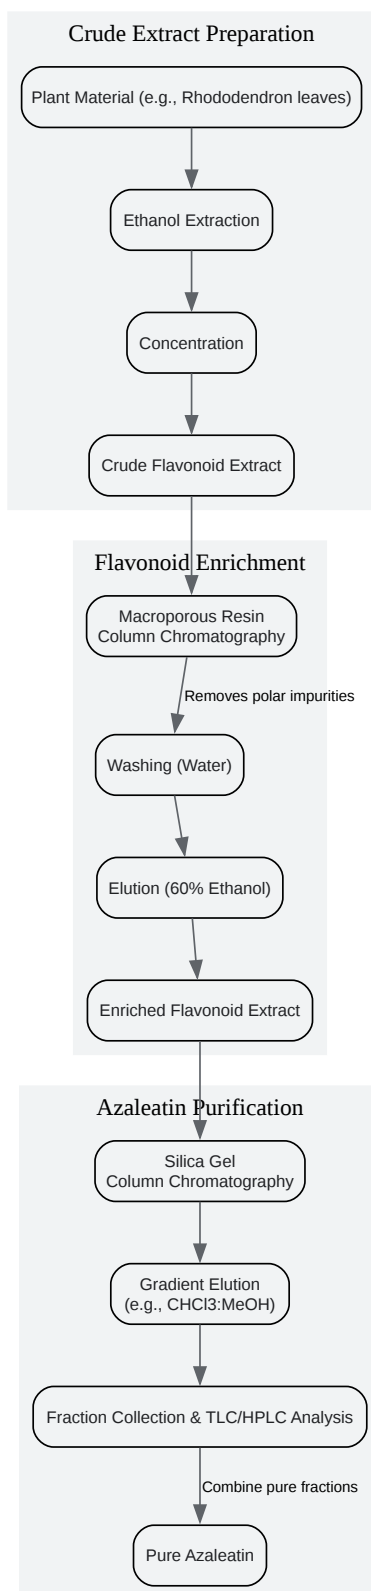 Crude Extract Preparation
Plant Material (e.g., Rhododendron leaves)
Ethanol Extraction
Concentration
Crude Flavonoid Extract
Flavonoid Enrichment
Macroporous Resin
Column Chromatography
Removes polar impurities
Washing (Water)
Elution (60% Ethanol)
Enriched Flavonoid Extract
Azaleatin Purification
Silica Gel
Column Chromatography
Gradient Elution
(e.g., CHCl3:MeOH)
Fraction Collection & TLC/HPLC Analysis
Combine pure fractions
Pure Azaleatin